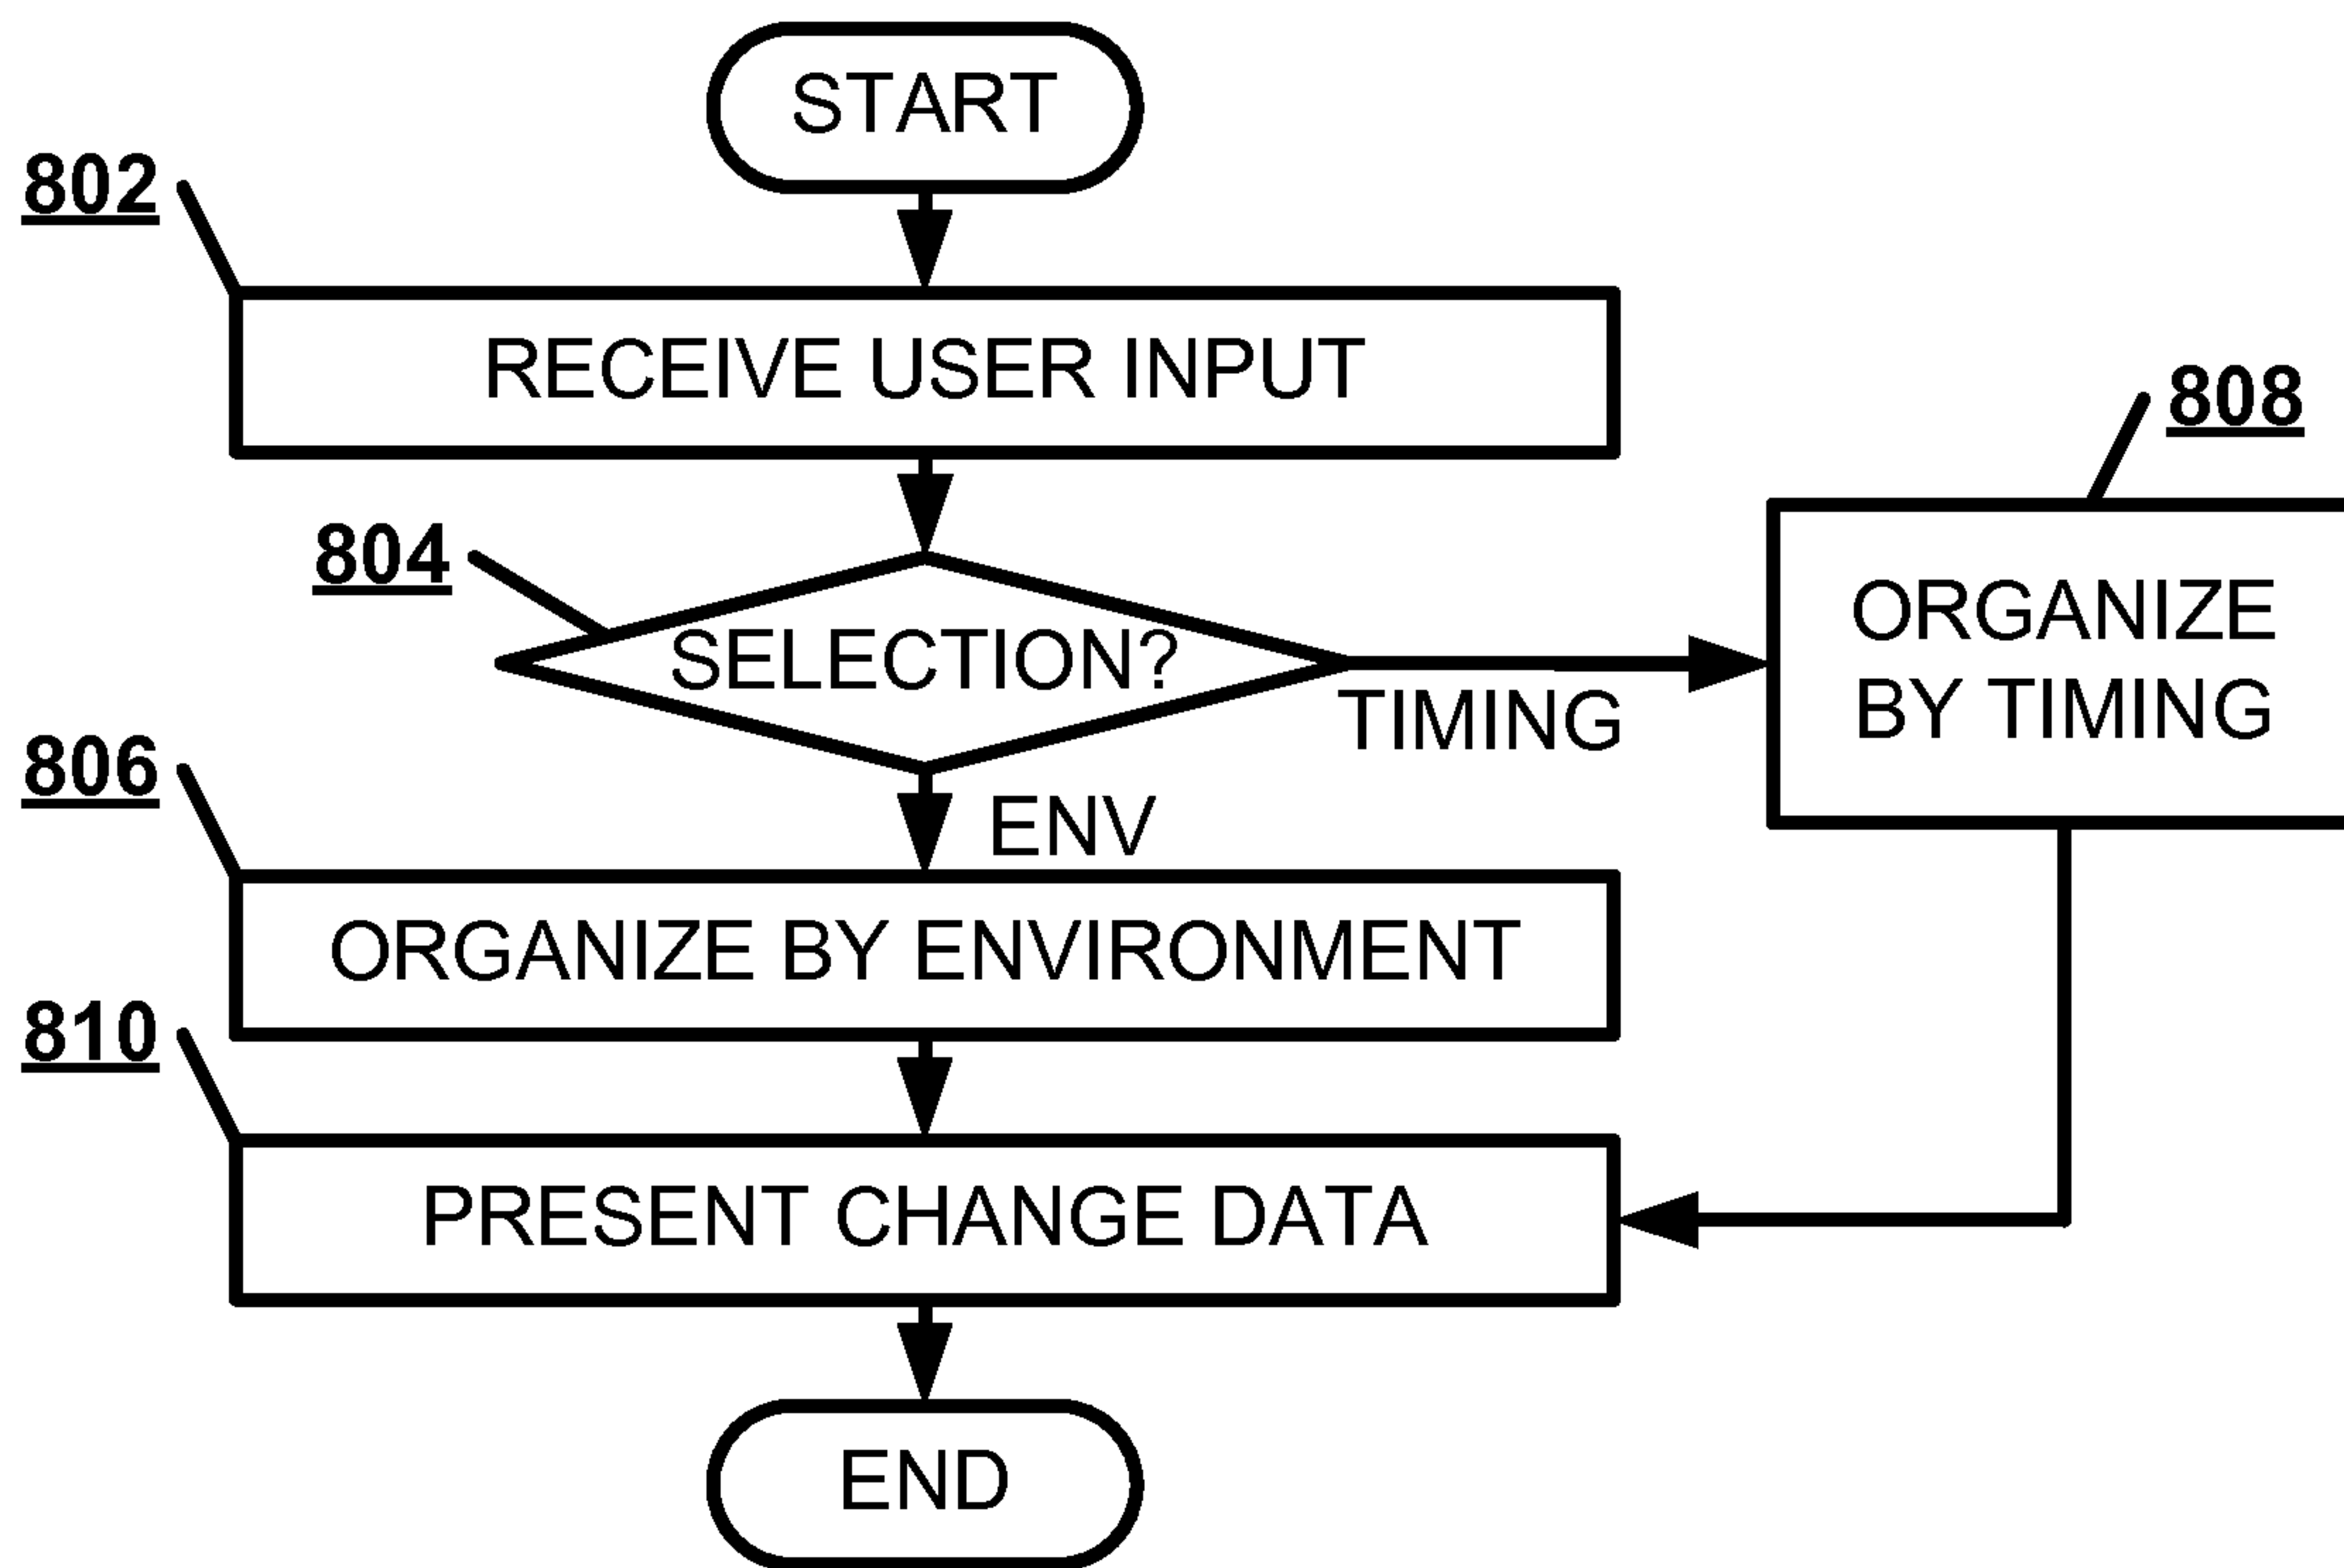 START
802
RECEIVE USER INPUT
808
804
SELECTION?
TIMING
ORGANIZE
BY TIMING
806
ENV
ORGANIZE BY ENVIRONMENT
810
PRESENT CHANGE DATA
END